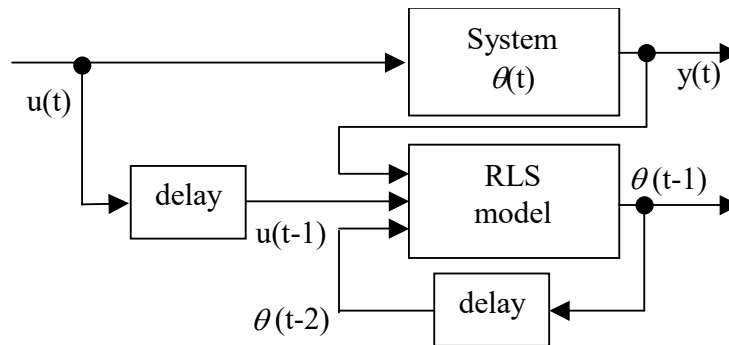 System
θ(t)
u(t)
y(t)
delay
u(t-1)
RLS
model
θ (t-1)
θ (t-2)
delay